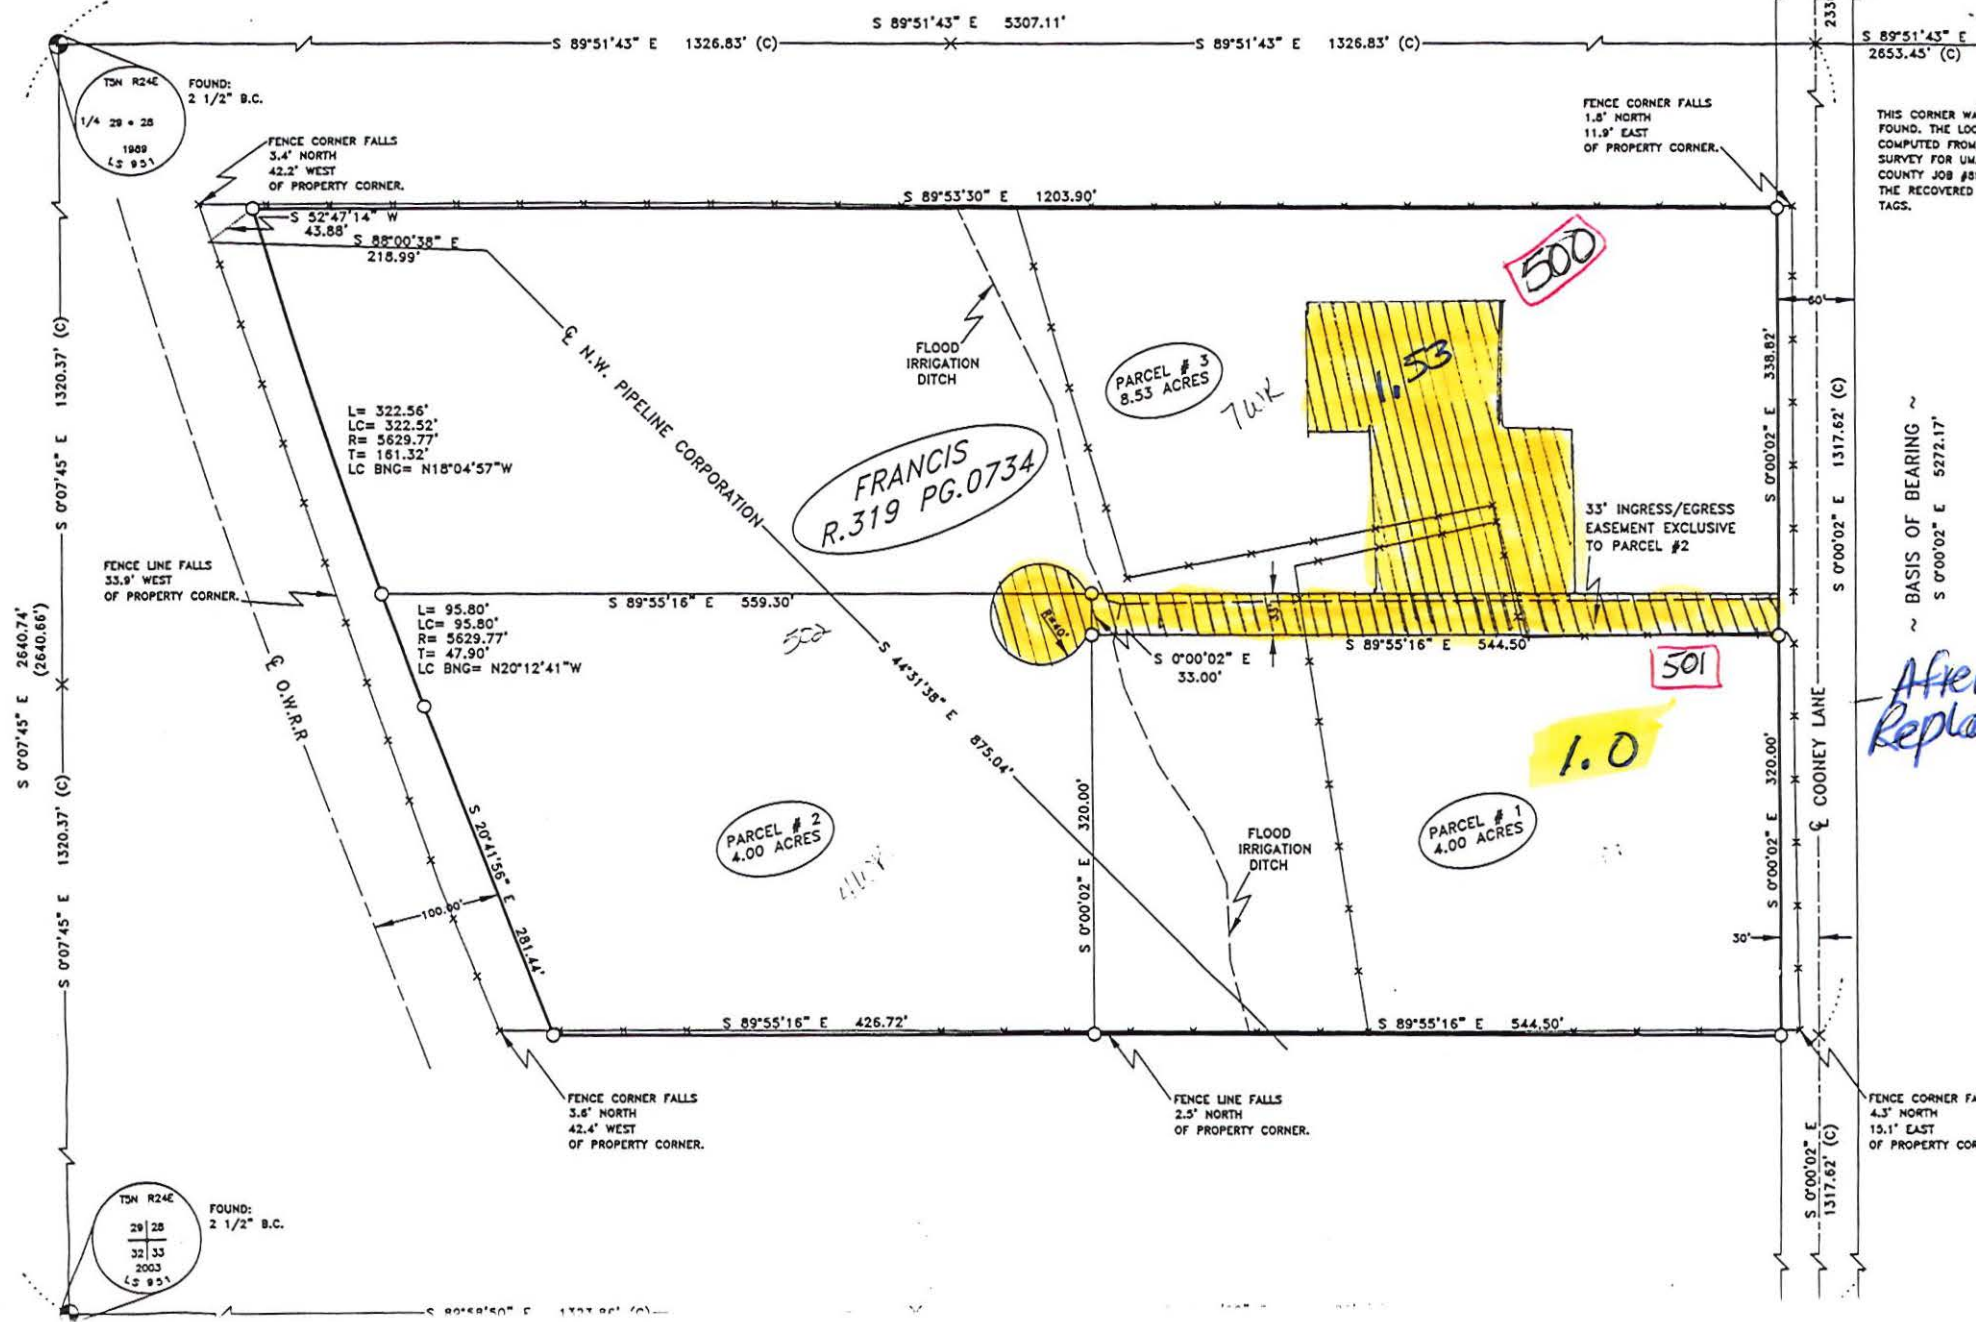 S 89°51'43" E 5307.11'
S 89°51'43" E 1326.83' (C)
S 89°51'43" E 1326.83' (C)
S 89°51'43" E
2653.45' (C)
T5N R24E
1/4 29 28
1989
LS 951
FOUND:
2 1/2" B.C.
FENCE CORNER FALLS
3.4' NORTH
42.2' WEST
OF PROPERTY CORNER.
FENCE CORNER FALLS
1.8' NORTH
11.9' EAST
OF PROPERTY CORNER.
THIS CORNER WA
FOUND. THE LOC
COMPUTED FROM
SURVEY FOR UM
COUNTY JOB
THE RECOVERED
TAGS.
S 89°53'30" E 1203.90'
S 52°47'14" W
43.88'
S 88°00'38" E
218.99'
500
60'
℄ N.W. PIPELINE CORPORATION
FLOOD
IRRIGATION
DITCH
PARCEL # 3
8.53 ACRES
1.53
S 0°00'02" E 338.82'
S 0°07'45" E 1320.37' (C)
L= 322.56'
LC= 322.52'
R= 5629.77'
T= 161.32'
LC BNG= N18°04'57"W
FRANCIS
R.319 PG.0734
S 0°00'02" E 1317.62' (C)
~ BASIS OF BEARING ~
S 0°00'02" E 5272.17'
33' INGRESS/EGRESS
EASEMENT EXCLUSIVE
TO PARCEL #2
FENCE LINE FALLS
33.9' WEST
OF PROPERTY CORNER.
S 89°55'16" E 559.30'
L= 95.80'
LC= 95.80'
R= 5629.77'
T= 47.90'
LC BNG= N20°12'41"W
502
R=40'
33'
S 0°00'02" E
33.00'
S 89°55'16" E 544.50'
501
S 0°07'45" E 2640.74'
(2640.66')
℄ O.W.R.R
S 44°31'38" E 875.04'
After
1.0
℄ COONEY LANE
S 0°00'02" E 320.00'
S 0°00'02" E 320.00'
PARCEL # 2
4.00 ACRES
PARCEL # 1
4.00 ACRES
FLOOD
IRRIGATION
DITCH
S 20°41'56" E 281.44'
100.00'
30'
S 0°07'45" E 1320.37' (C)
S 89°55'16" E 426.72'
S 89°55'16" E 544.50'
FENCE CORNER FALLS
3.6' NORTH
42.4' WEST
OF PROPERTY CORNER.
FENCE LINE FALLS
2.5' NORTH
OF PROPERTY CORNER.
FENCE CORNER FA
4.3' NORTH
15.1' EAST
OF PROPERTY COR
S 0°00'02" E
1317.62' (C)
T5N R24E
29 28
32 33
2003
LS 951
FOUND:
2 1/2" B.C.